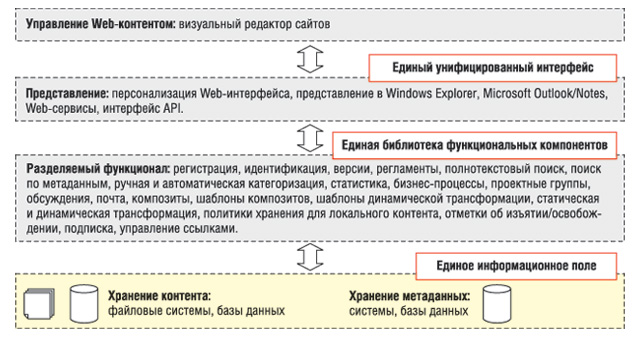 Управление Web-контентом: визуальный редактор сайтов
Единый унифицированный интерфейс
Представление: персонализация Web-интерфейса, представление в Windows Explorer, Microsoft Outlook/Notes,
Web-сервисы, интерфейс API.
Единая библиотека функциональных компонентов
Разделяемый функционал: регистрация, идентификация, версии, регламенты, полнотекстовый поиск, поиск
по метаданным, ручная и автоматическая категоризация, статистика, бизнес-процессы, проектные группы,
обсуждения, почта, композиты, шаблоны композитов, шаблоны динамической трансформации, статическая
и динамическая трансформация, политики хранения для локального контента, отметки об изъятии/освобож-
дении, подписка, управление ссылками.
Единое информационное поле
Хранение контента:
файловые системы, базы данных
Хранение метаданных:
системы, базы данных